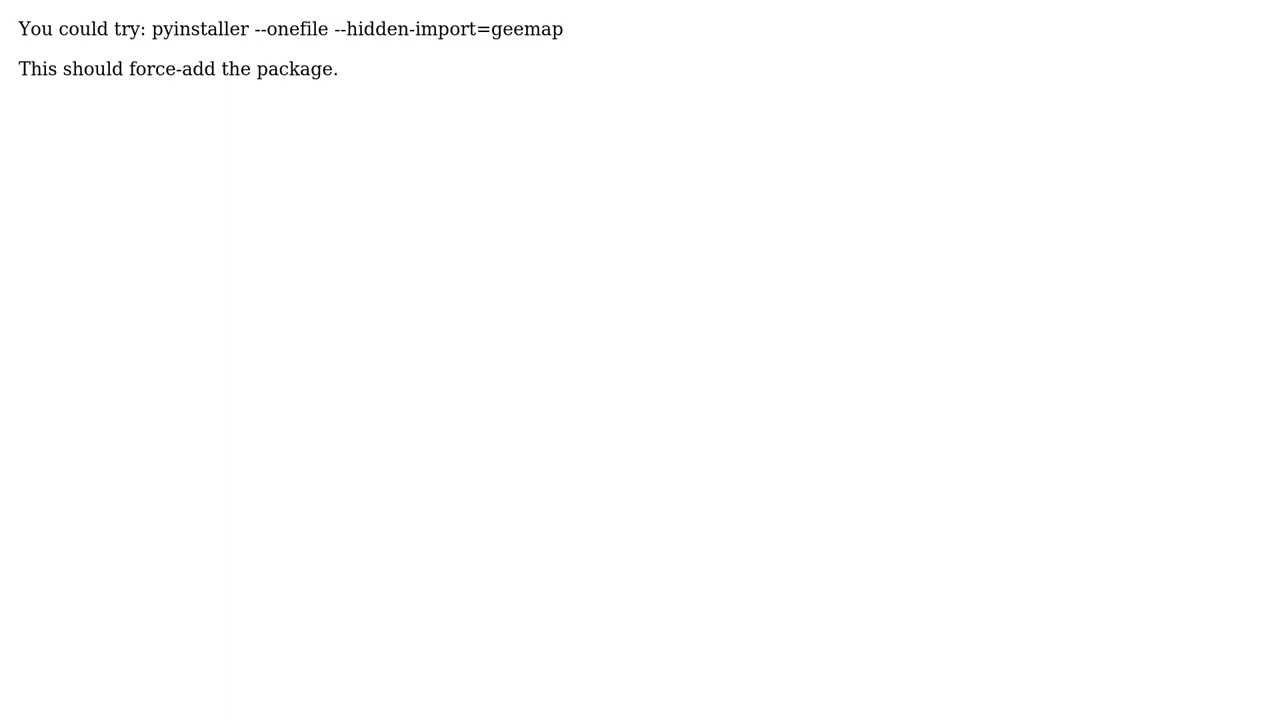 You could try: pyinstaller --onefile --hidden-import=geemap
This should force-add the package.